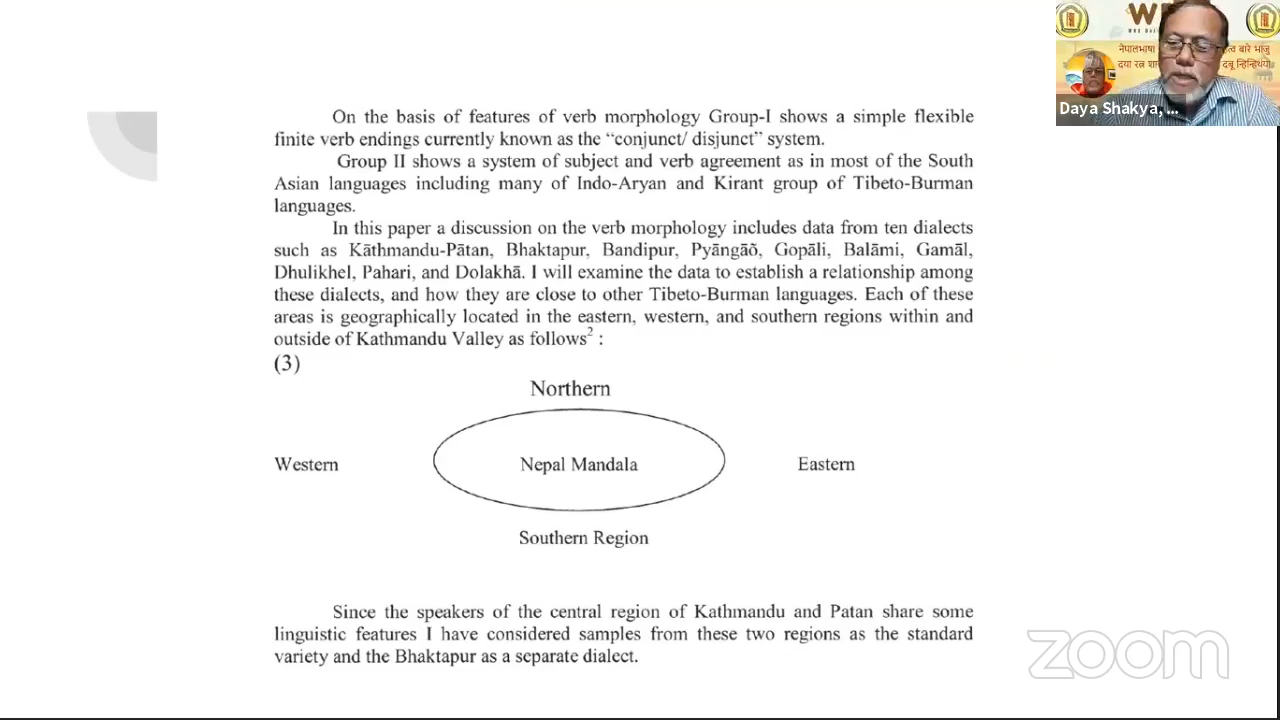 W
नेपालभाषा
त्व बारे भाजु
दया रत्न शा
दबू न्हिन्हिथंयो
Daya Shakya, ...
On the basis of features of verb morphology Group-I shows a simple flexible
finite verb endings currently known as the “conjunct/ disjunct” system.
Group II shows a system of subject and verb agreement as in most of the South
Asian languages including many of Indo-Aryan and Kirant group of Tibeto-Burman
languages.
In this paper a discussion on the verb morphology includes data from ten dialects
such as Kāthmandu-Pātan, Bhaktapur, Bandipur, Pyāngāõ, Gopāli, Balāmi, Gamāl,
Dhulikhel, Pahari, and Dolakhā. I will examine the data to establish a relationship among
these dialects, and how they are close to other Tibeto-Burman languages. Each of these
areas is geographically located in the eastern, western, and southern regions within and
outside of Kathmandu Valley as follows² :
(3)
Northern
Western
Nepal Mandala
Eastern
Southern Region
Since the speakers of the central region of Kathmandu and Patan share some
linguistic features I have considered samples from these two regions as the standard
variety and the Bhaktapur as a separate dialect.
zoom